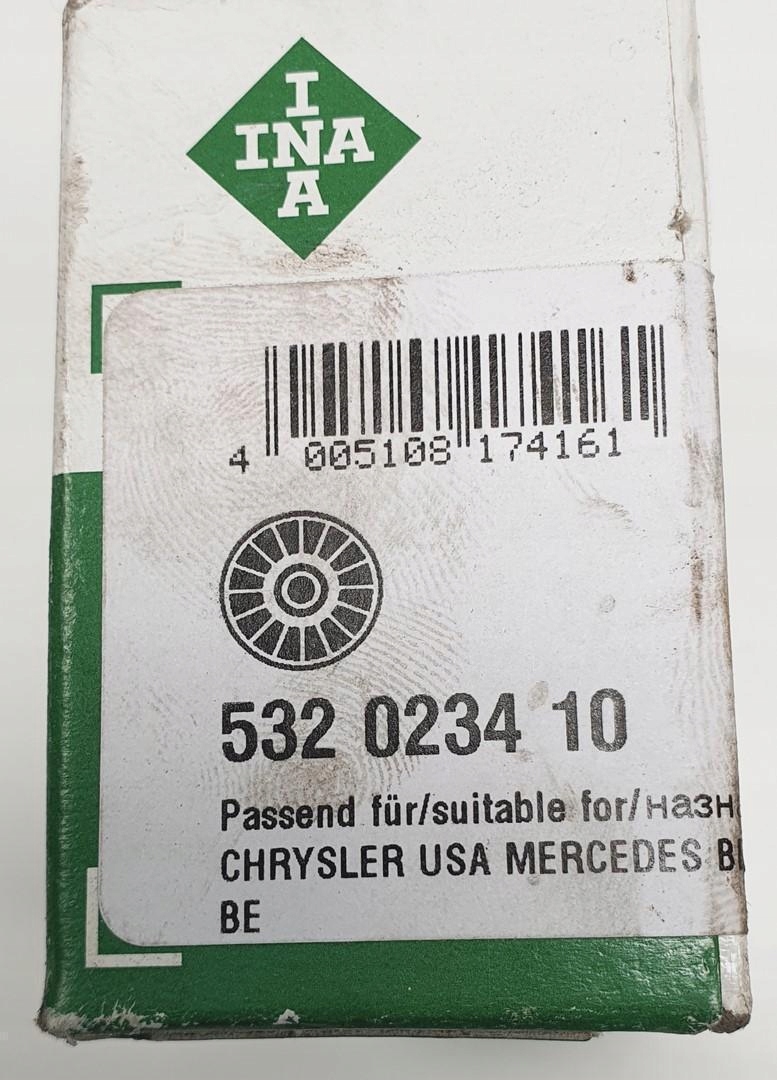 I
INA
A
4 005108 174161
532 0234 10
Passend für/suitable for/назн
CHRYSLER USA MERCEDES B
BE